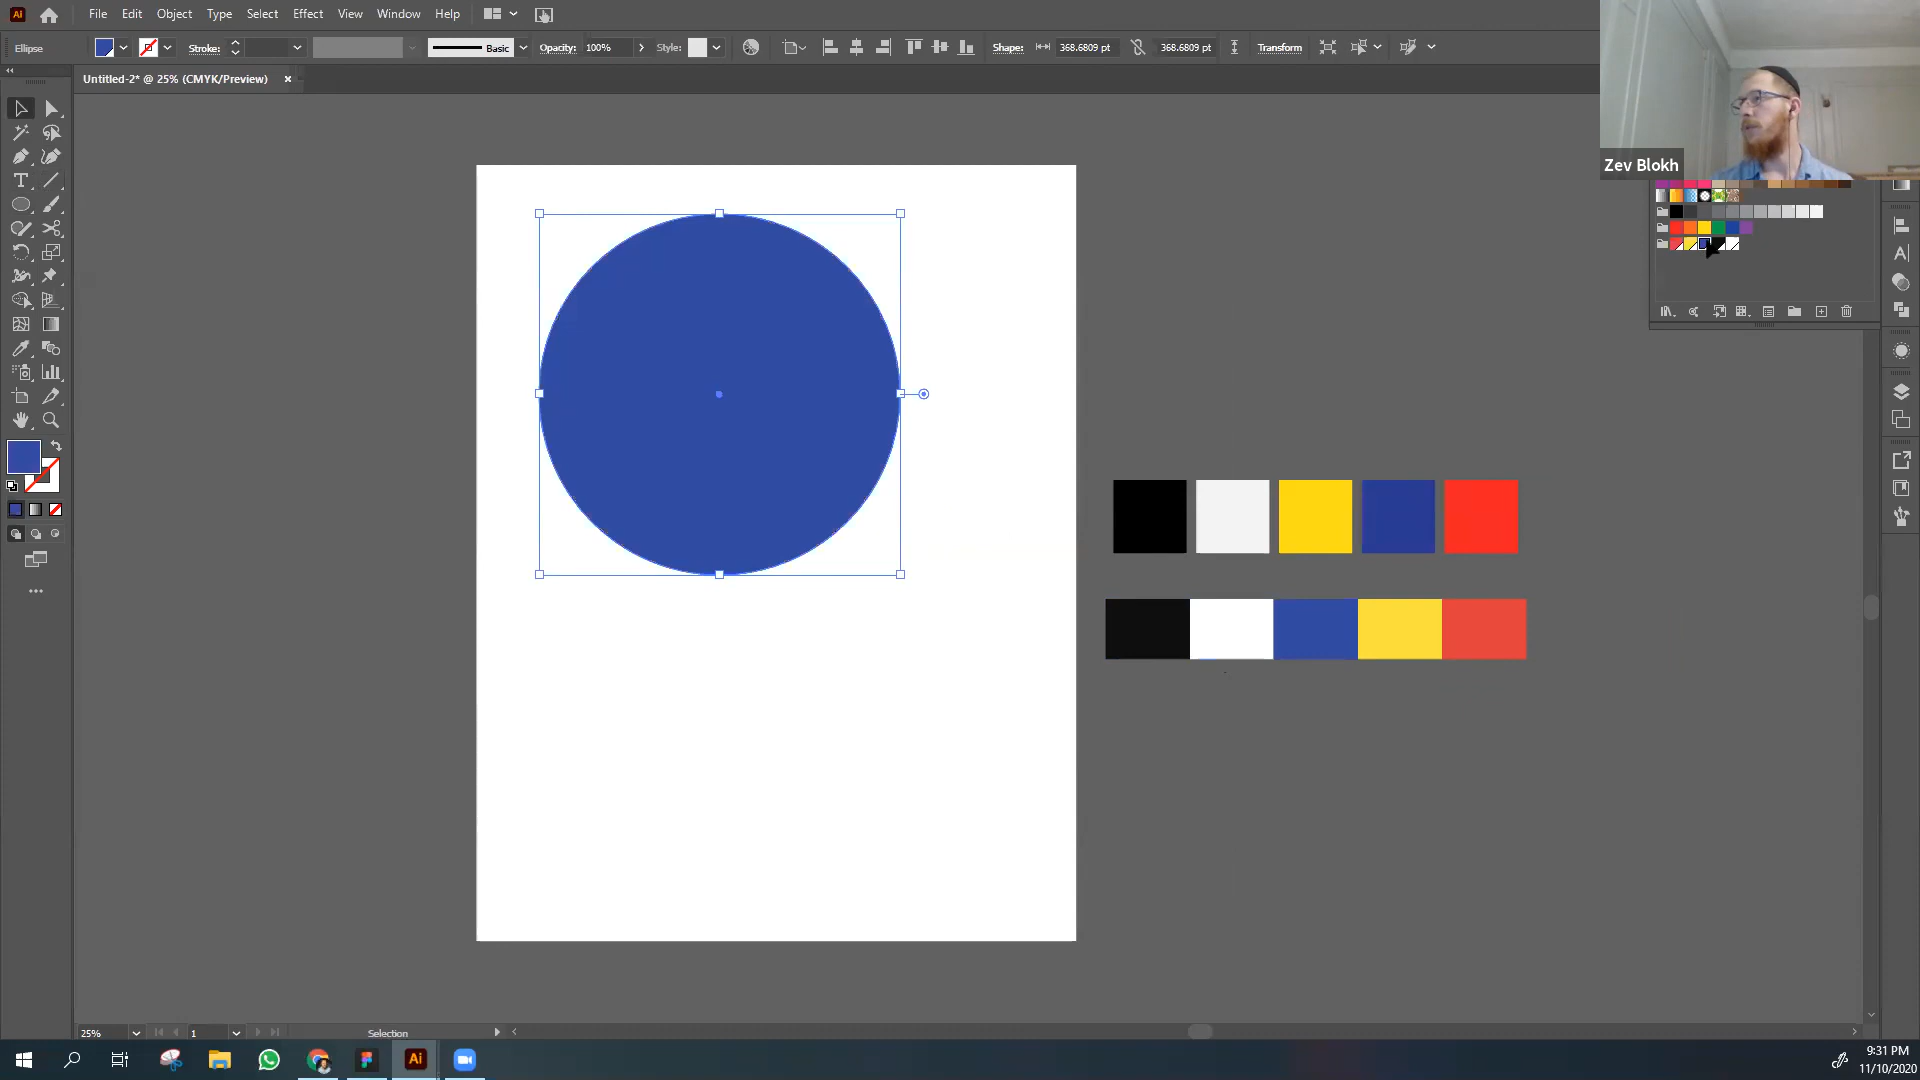 Ai File Edit Object Type Select Effect View Window Help
Ellipse Stroke: Basic Opacity: 100% Style: Shape: 368.6809 pt 368.6809 pt Transform
Untitled-2* @ 25% (CMYK/Preview) ×
Zev Blokh
25% 1 Selection
Ai
9:31 PM
11/10/2020